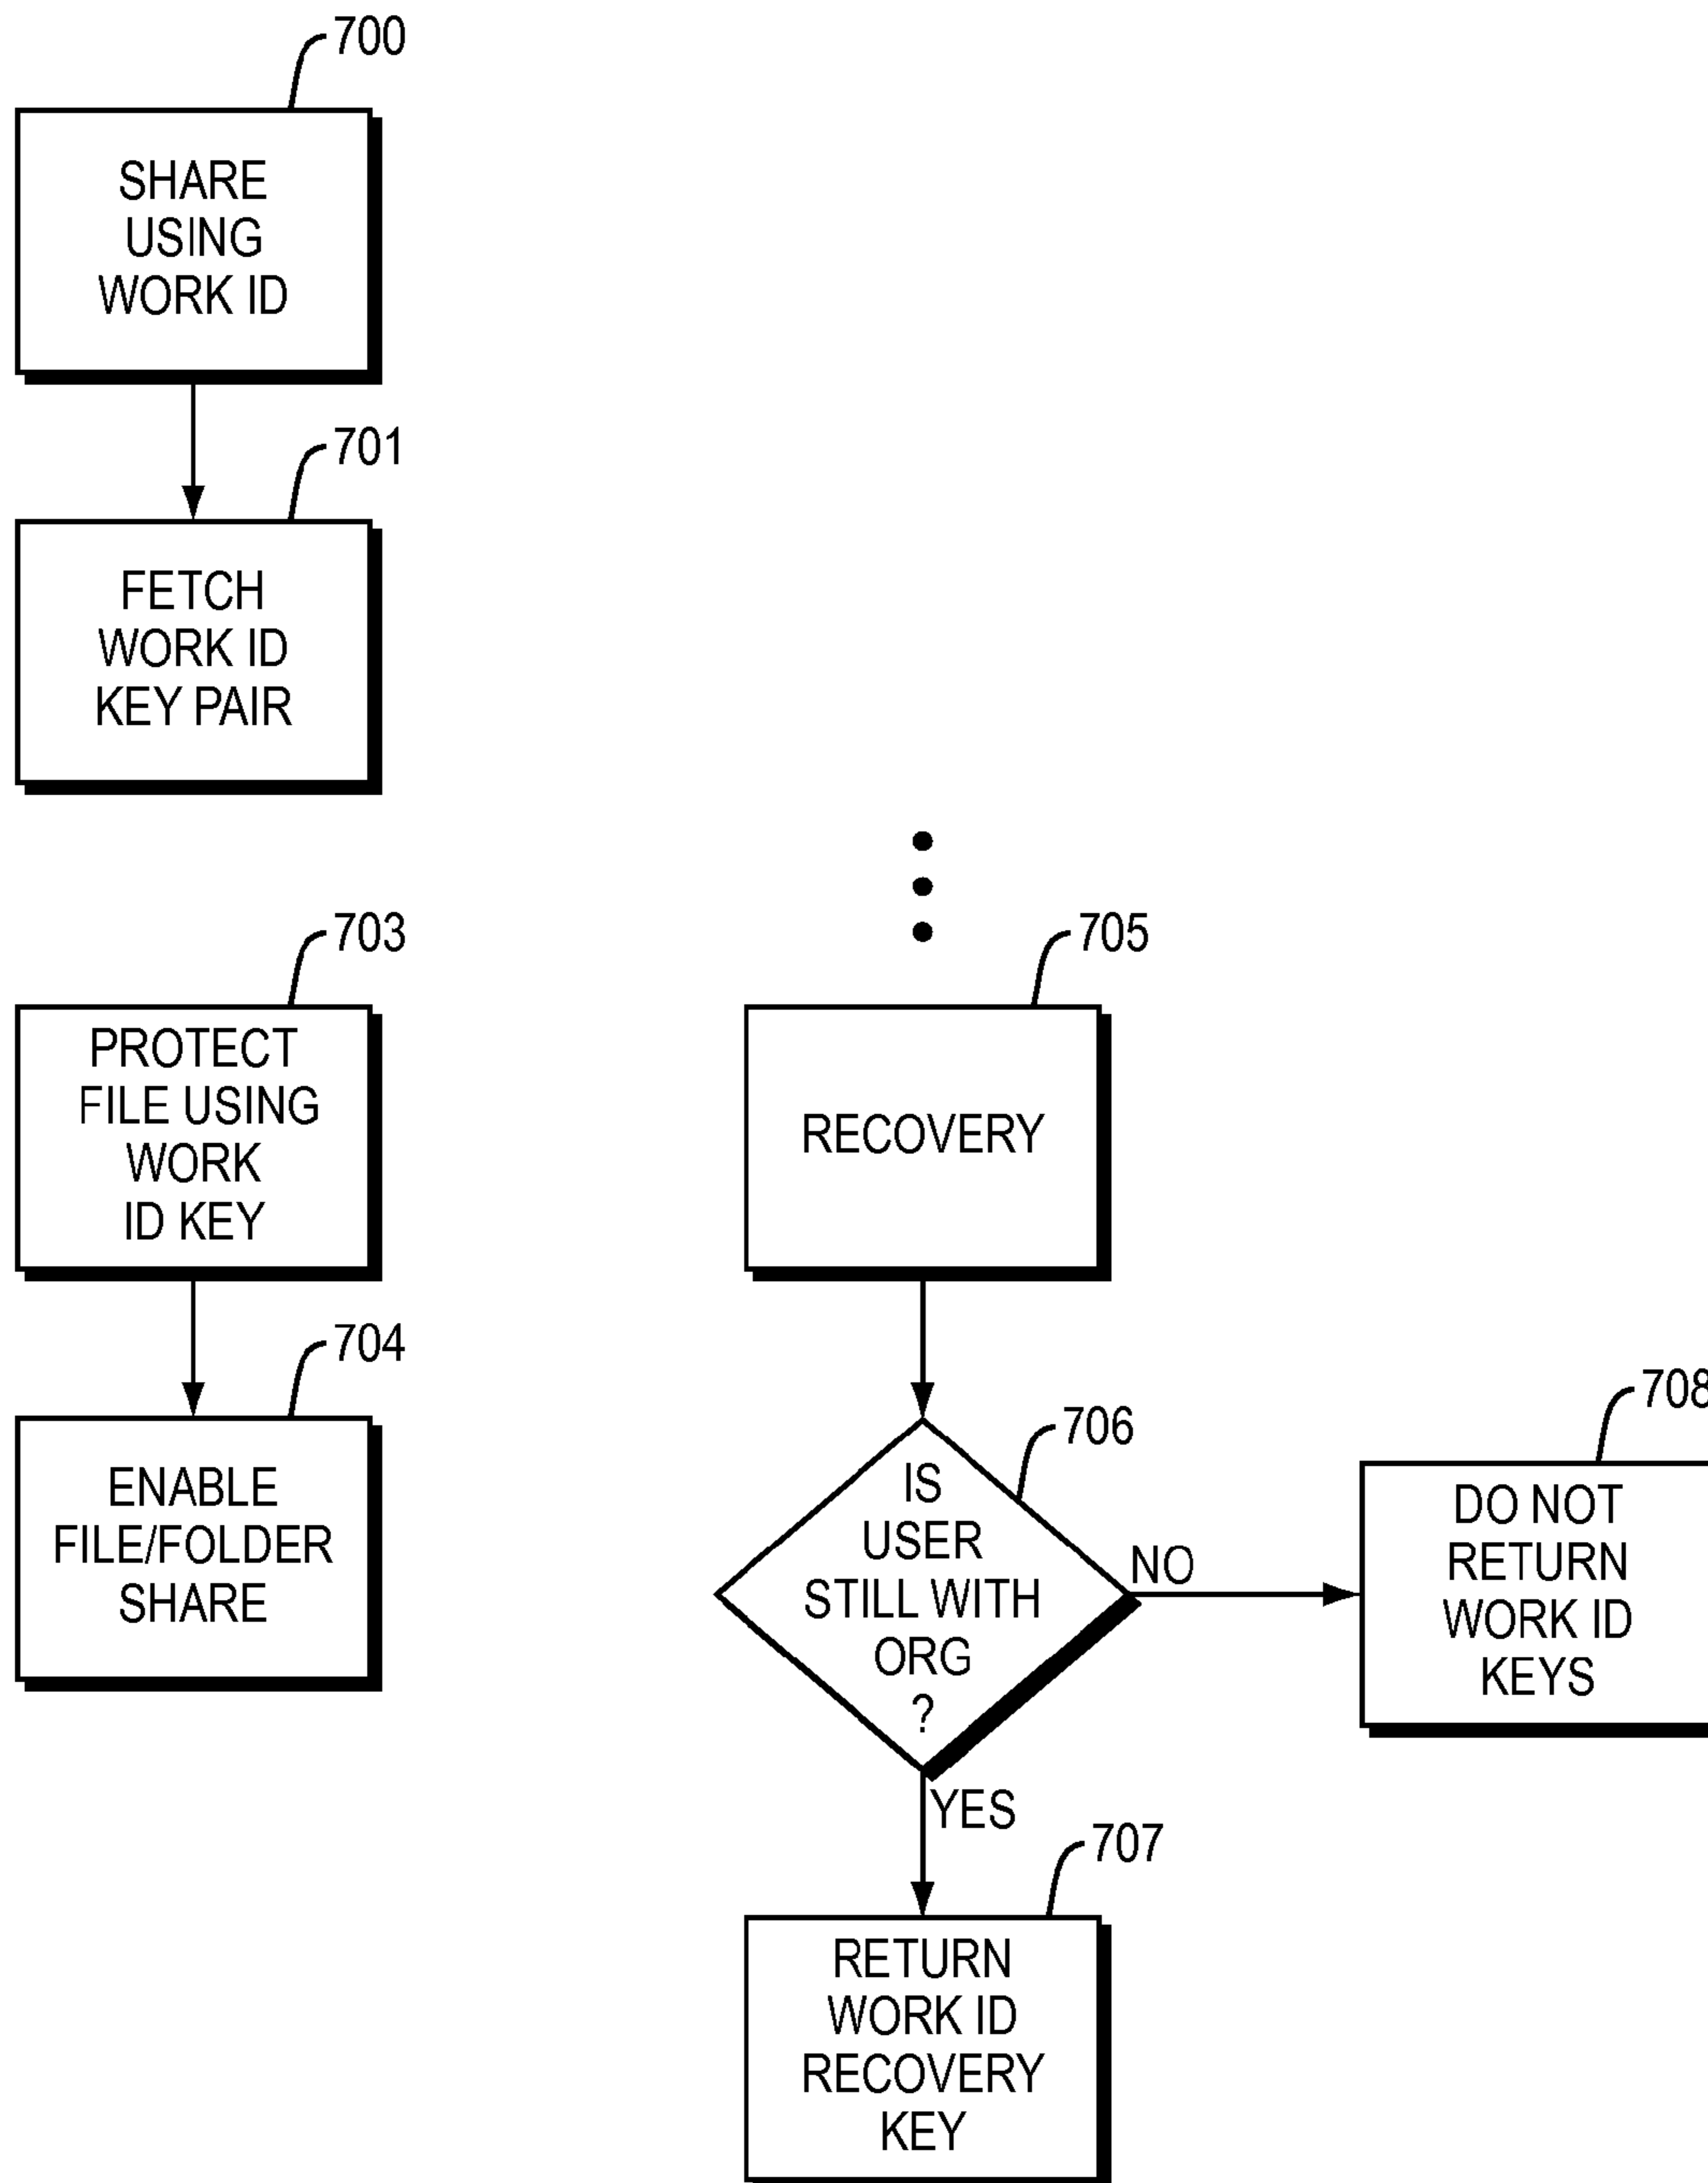 700
SHARE
USING
WORK ID
701
FETCH
WORK ID
KEY PAIR
703
PROTECT
FILE USING
WORK
ID KEY
704
ENABLE
FILE/FOLDER
SHARE
705
RECOVERY
706
IS
USER
STILL WITH
ORG
?
NO
YES
708
DO NOT
RETURN
WORK ID
KEYS
707
RETURN
WORK ID
RECOVERY
KEY